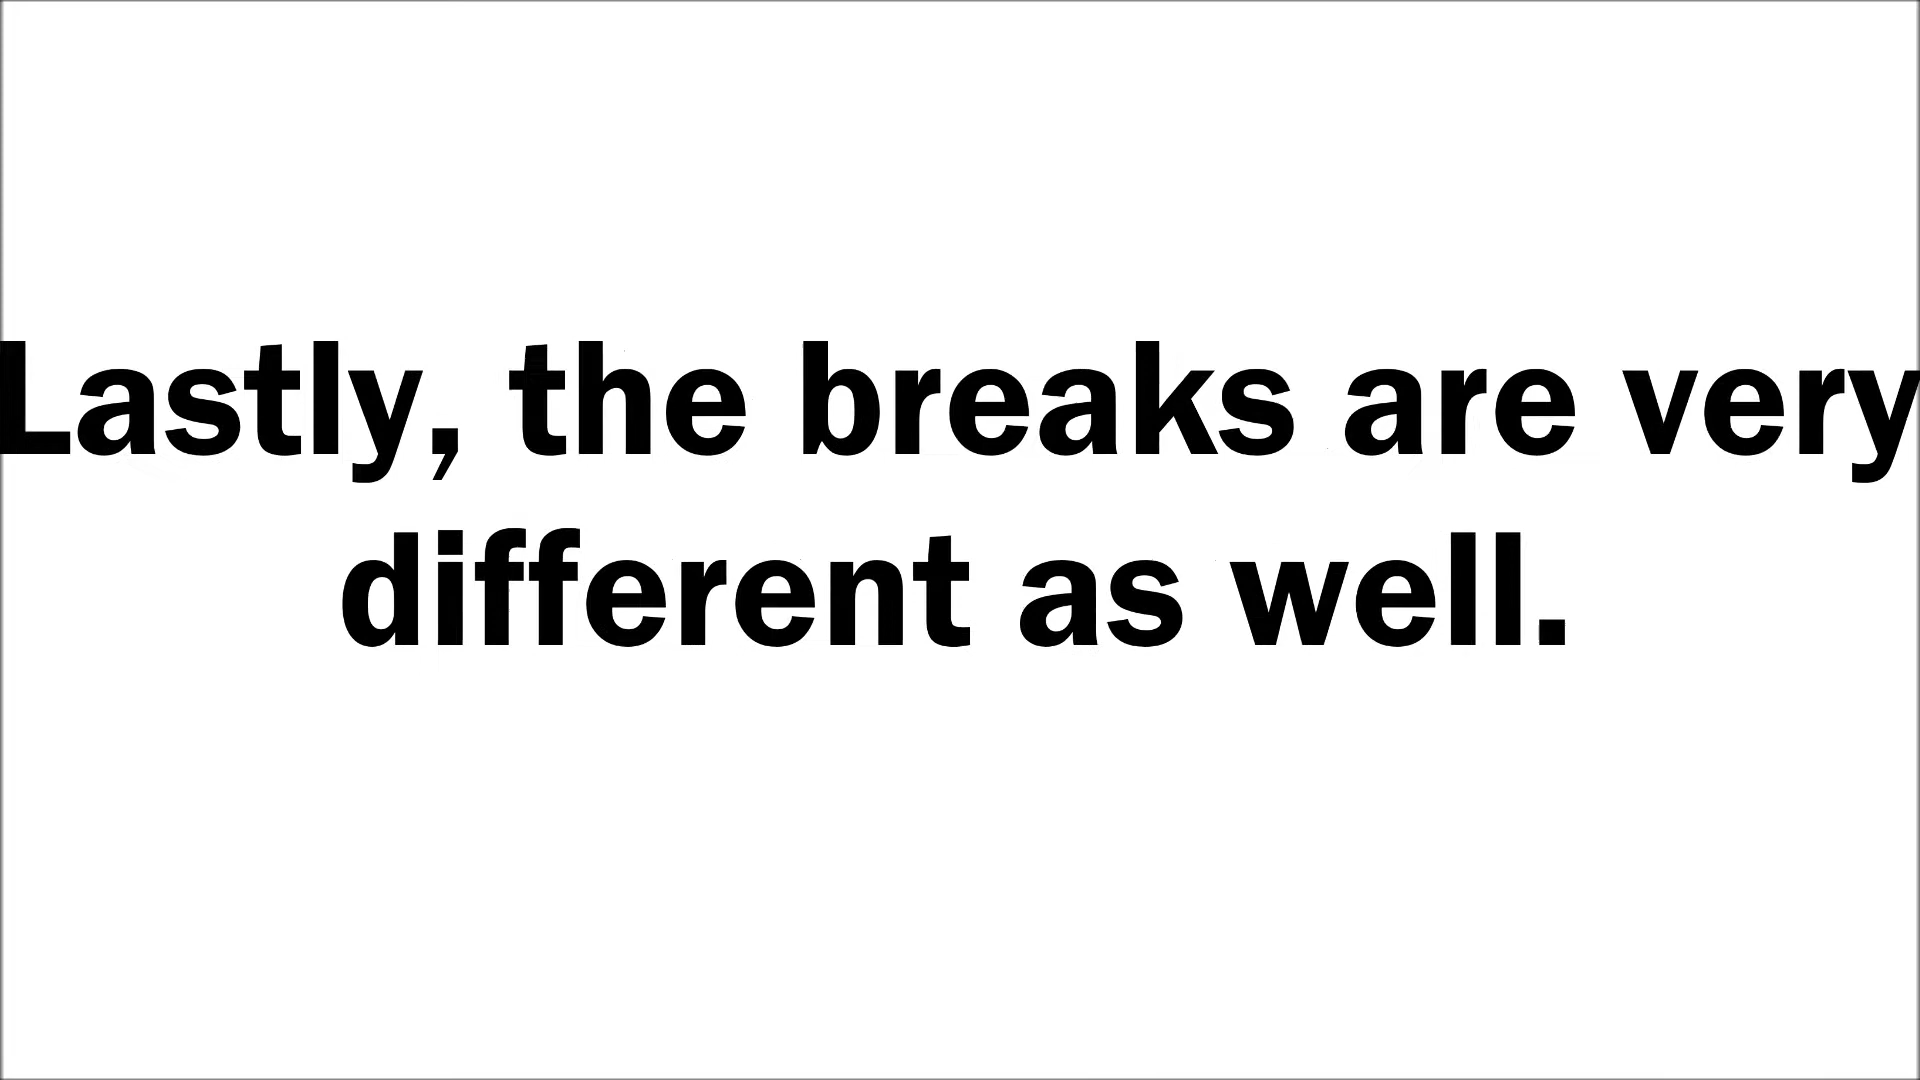 Lastly, the breaks are very
different as well.